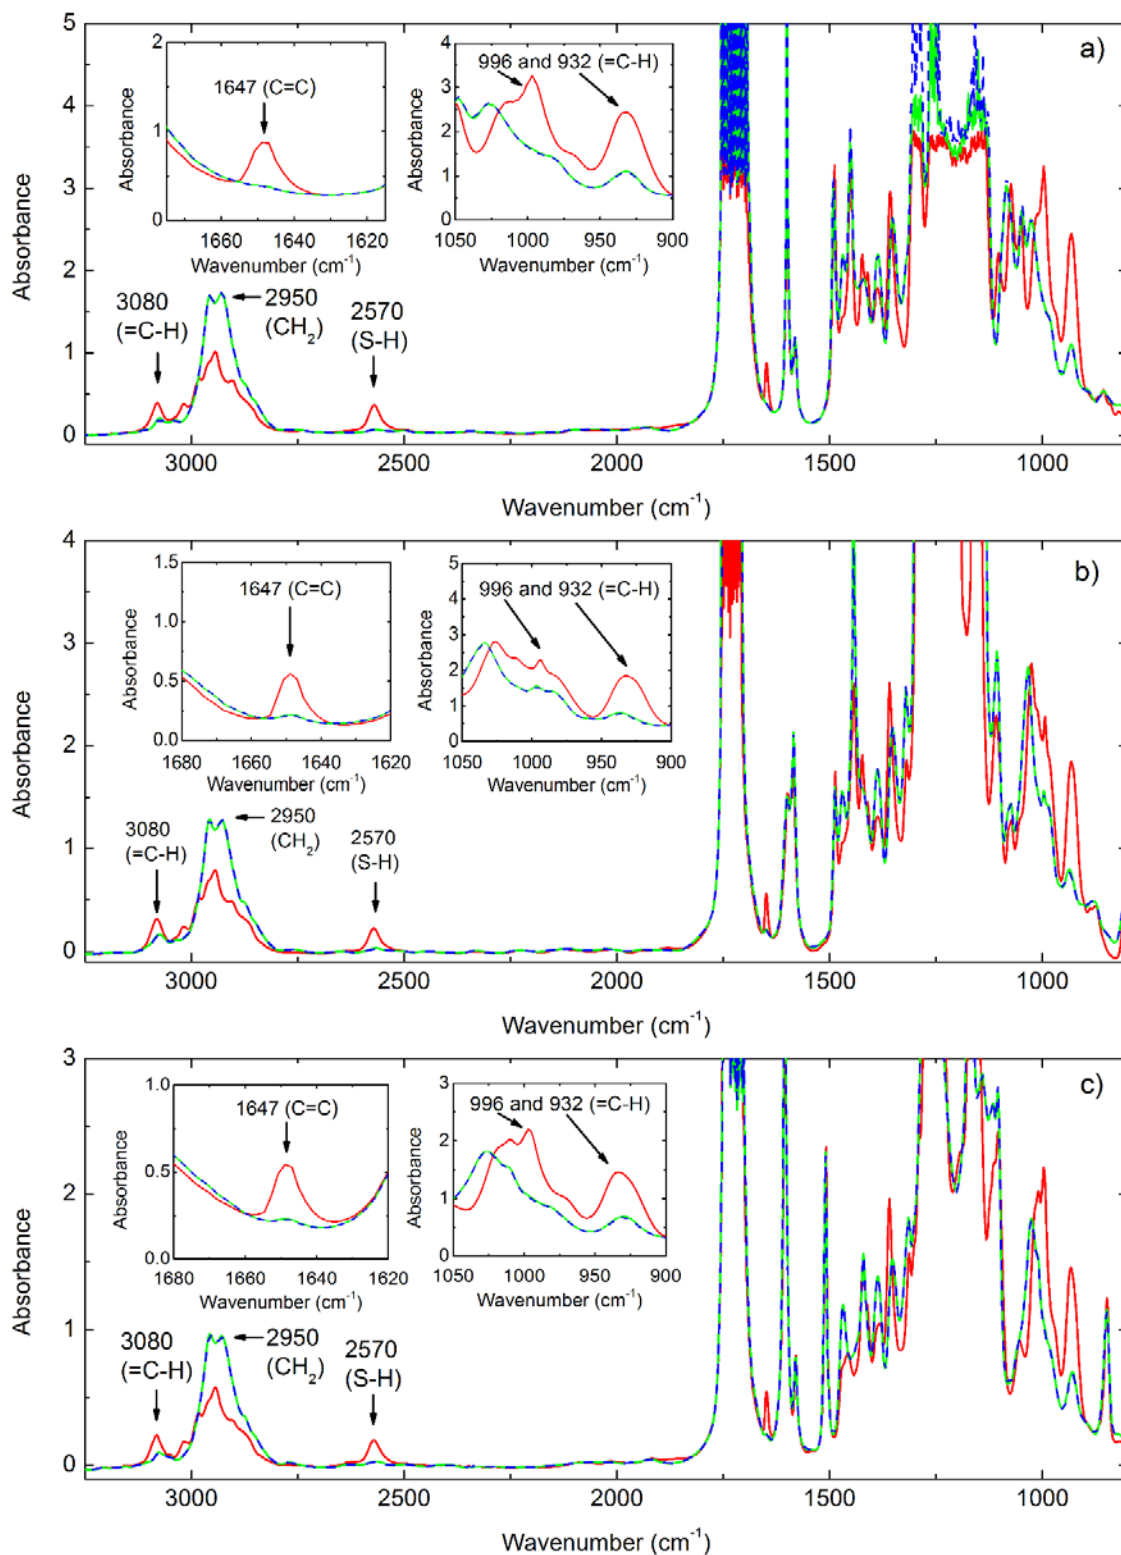 a)
5
4
3
2
1
0
Absorbance
2
1
0
Absorbance
1647 (C=C)
1660 1640 1620
Wavenumber (cm-1)
4
3
2
1
0
Absorbance
996 and 932 (=C-H)
1050 1000 950 900
Wavenumber (cm-1)
3080
(=C-H)
2950
(CH2)
2570
(S-H)
3000 2500 2000 1500 1000
Wavenumber (cm-1)
b)
4
3
2
1
0
Absorbance
1.5
1.0
0.5
0.0
Absorbance
1647 (C=C)
1680 1660 1640 1620
Wavenumber (cm-1)
5
4
3
2
1
0
Absorbance
996 and 932 (=C-H)
1050 1000 950 900
Wavenumber (cm-1)
3080
(=C-H)
2950
(CH2)
2570
(S-H)
3000 2500 2000 1500 1000
Wavenumber (cm-1)
c)
3
2
1
0
Absorbance
1.0
0.5
0.0
Absorbance
1647 (C=C)
1680 1660 1640 1620
Wavenumber (cm-1)
3
2
1
0
Absorbance
996 and 932 (=C-H)
1050 1000 950 900
Wavenumber (cm-1)
3080
(=C-H)
2950
(CH2)
2570
(S-H)
3000 2500 2000 1500 1000
Wavenumber (cm-1)